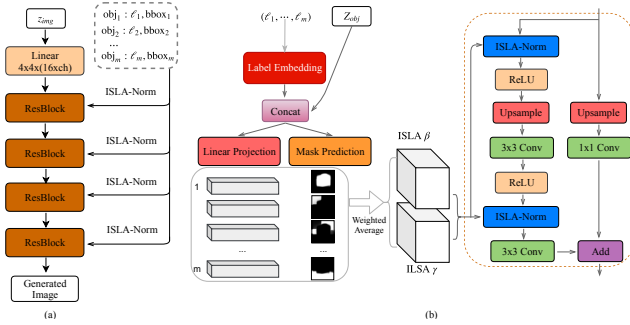 z_img
obj_1 : ℓ_1, bbox_1
obj_2 : ℓ_2, bbox_2
...
obj_m : ℓ_m, bbox_m
Linear
4x4x(16xch)
ResBlock
ISLA-Norm
ResBlock
ISLA-Norm
ResBlock
ISLA-Norm
ResBlock
ISLA-Norm
Generated
Image
(a)
(ℓ_1, ⋯, ℓ_m)
Z_obj
Label Embedding
Concat
Linear Projection
Mask Prediction
1
...
...
m
Weighted
Average
ISLA β
ILSA γ
ISLA-Norm
ReLU
Upsample
Upsample
3x3 Conv
1x1 Conv
ReLU
ISLA-Norm
3x3 Conv
Add
(b)